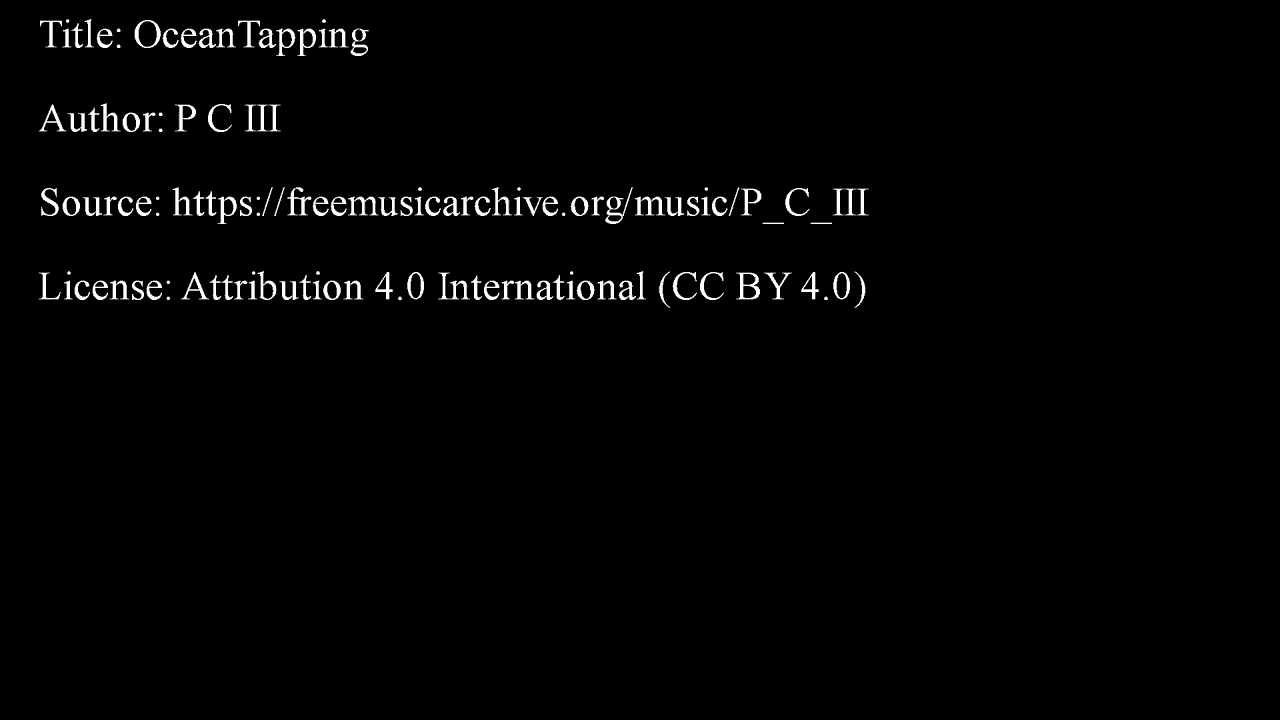 Title: OceanTapping
Author: P C III
Source: https://freemusicarchive.org/music/P_C_III
License: Attribution 4.0 International (CC BY 4.0)